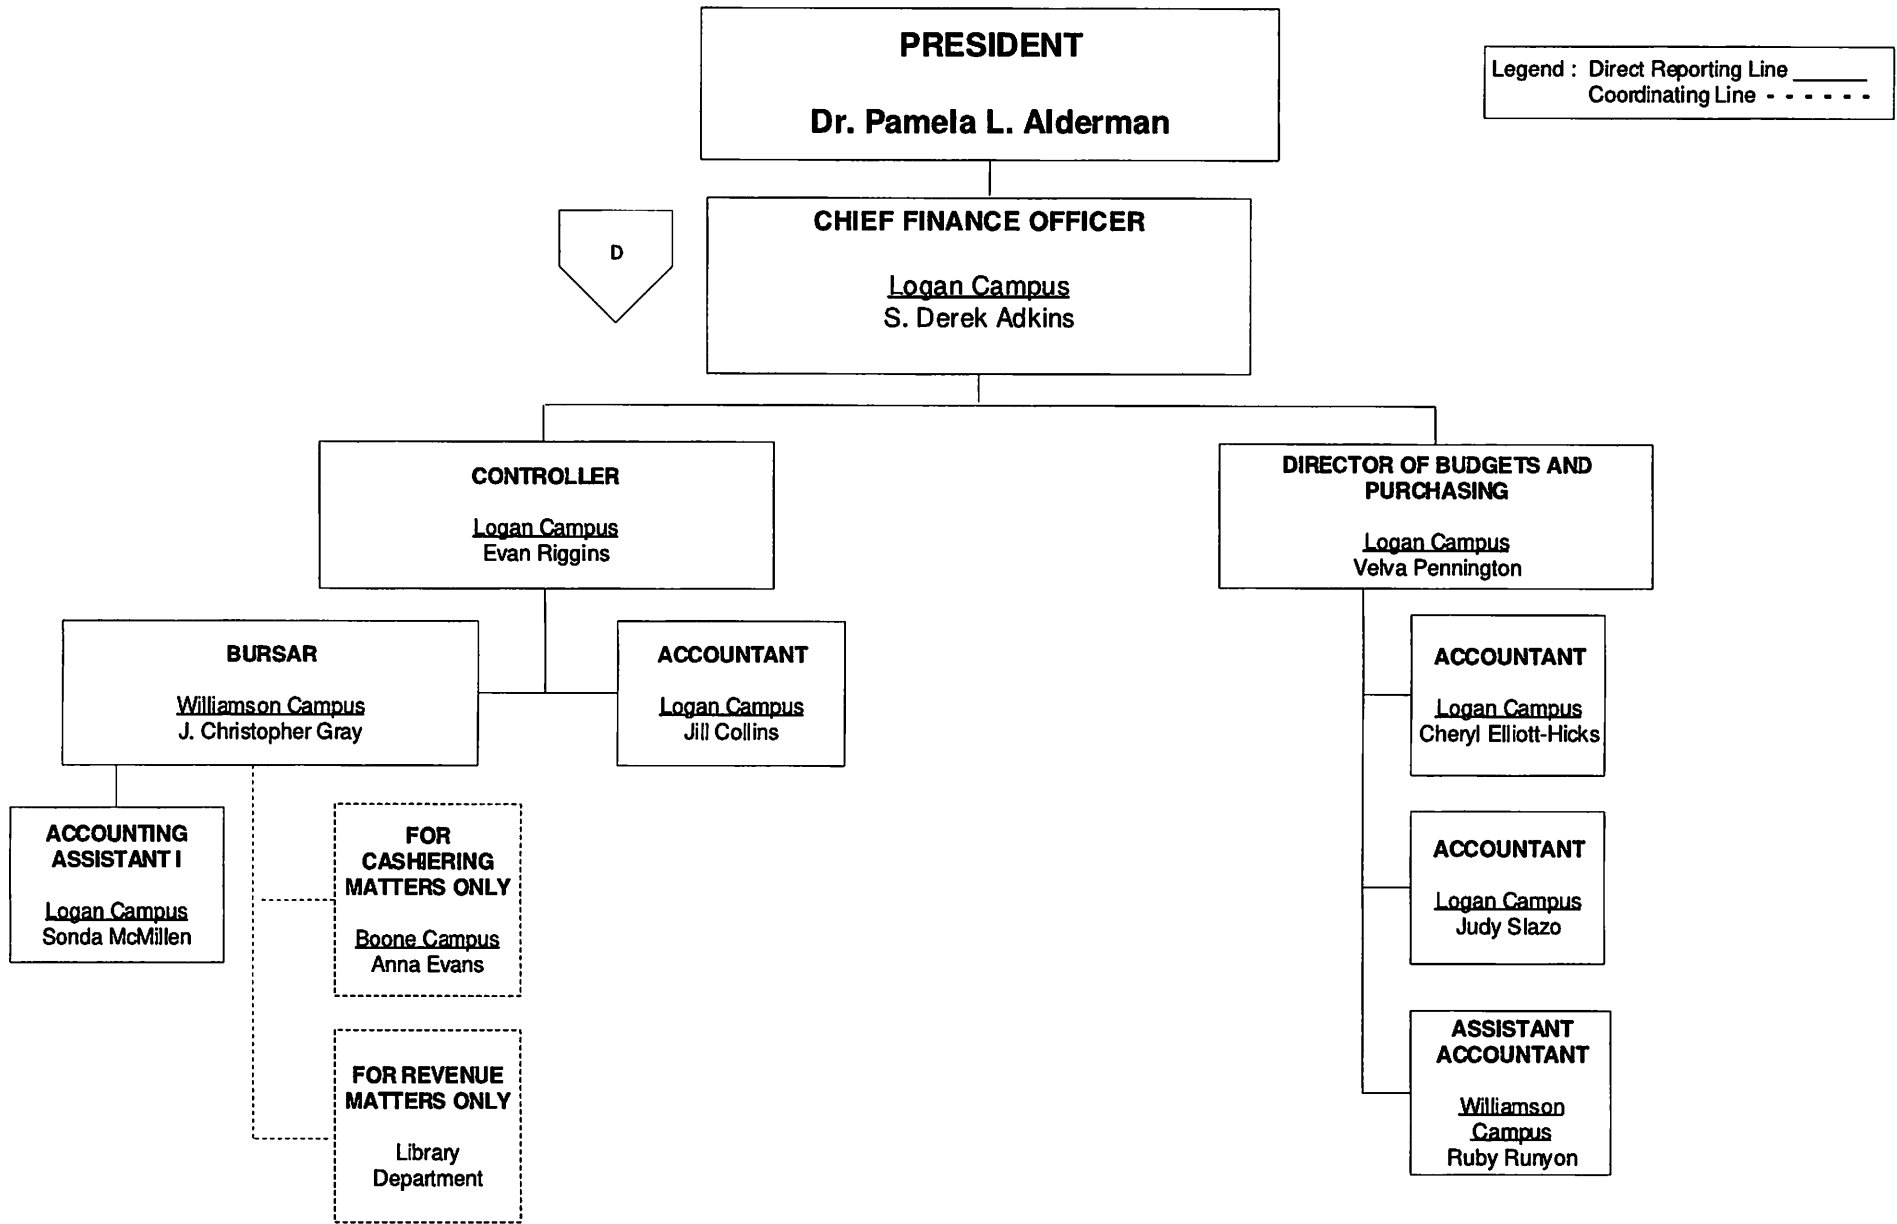 PRESIDENT
Dr. Pamela L. Alderman
Legend : Direct Reporting Line
Coordinating Line - - - - - -
D
CHIEF FINANCE OFFICER
Logan Campus
S. Derek Adkins
CONTROLLER
Logan Campus
Evan Riggins
DIRECTOR OF BUDGETS AND
PURCHASING
Logan Campus
Velva Pennington
BURSAR
Williamson Campus
J. Christopher Gray
ACCOUNTANT
Logan Campus
Jill Collins
ACCOUNTANT
Logan Campus
Cheryl Elliott-Hicks
ACCOUNTING
ASSISTANT I
Logan Campus
Sonda McMillen
FOR
CASHIERING
MATTERS ONLY
Boone Campus
Anna Evans
ACCOUNTANT
Logan Campus
Judy Slazo
FOR REVENUE
MATTERS ONLY
Library
Department
ASSISTANT
ACCOUNTANT
Williamson
Campus
Ruby Runyon